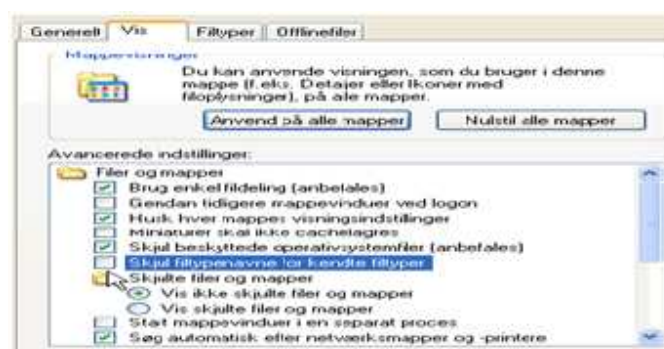 Generelt Vis Filtyper Offlinefiler
Mappevisninger
Du kan anvende visningen, som du bruger i denne
mappe (f.eks. Detaljer eller Ikoner med
filoplysninger), på alle mapper.
Anvend på alle mapper Nulstil alle mapper
Avancerede indstillinger:
Filer og mapper
Brug enkel fildeling (anbefales)
Gendan tidligere mappevinduer ved logon
Husk hver mappes visningsindstillinger
Miniaturer skal ikke cachelagres
Skjul beskyttede operativsystemfiler (anbefales)
Skjul filtypenavne for kendte filtyper
Skjulte filer og mapper
Vis ikke skjulte filer og mapper
Vis skjulte filer og mapper
Start mappevinduer i en separat proces
Søg automatisk efter netværksmapper og -printere